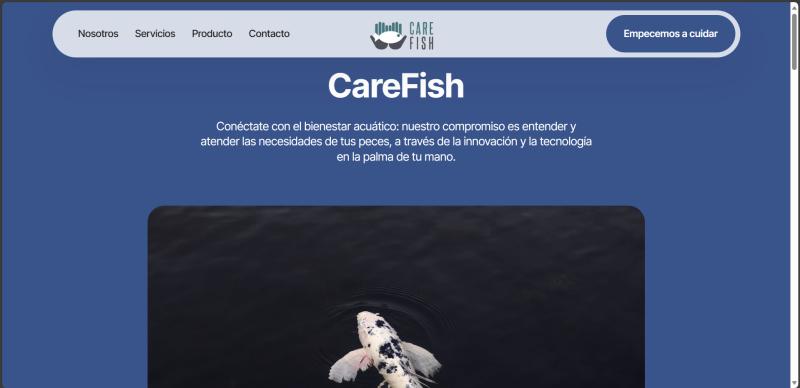 Nosotros Servicios Producto Contacto
CARE
FISH
Empecemos a cuidar
CareFish
Conéctate con el bienestar acuático: nuestro compromiso es entender y
atender las necesidades de tus peces, a través de la innovación y la tecnología
en la palma de tu mano.